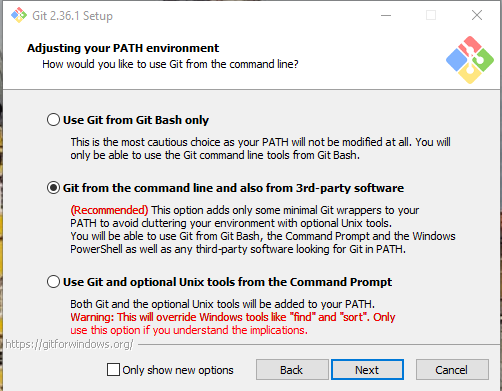 Git 2.36.1 Setup
Adjusting your PATH environment
How would you like to use Git from the command line?
Use Git from Git Bash only
This is the most cautious choice as your PATH will not be modified at all. You will
only be able to use the Git command line tools from Git Bash.
Git from the command line and also from 3rd-party software
(Recommended) This option adds only some minimal Git wrappers to your
PATH to avoid cluttering your environment with optional Unix tools.
You will be able to use Git from Git Bash, the Command Prompt and the Windows
PowerShell as well as any third-party software looking for Git in PATH.
Use Git and optional Unix tools from the Command Prompt
Both Git and the optional Unix tools will be added to your PATH.
Warning: This will override Windows tools like "find" and "sort". Only
use this option if you understand the implications.
https://gitforwindows.org/
Only show new options
Back
Next
Cancel